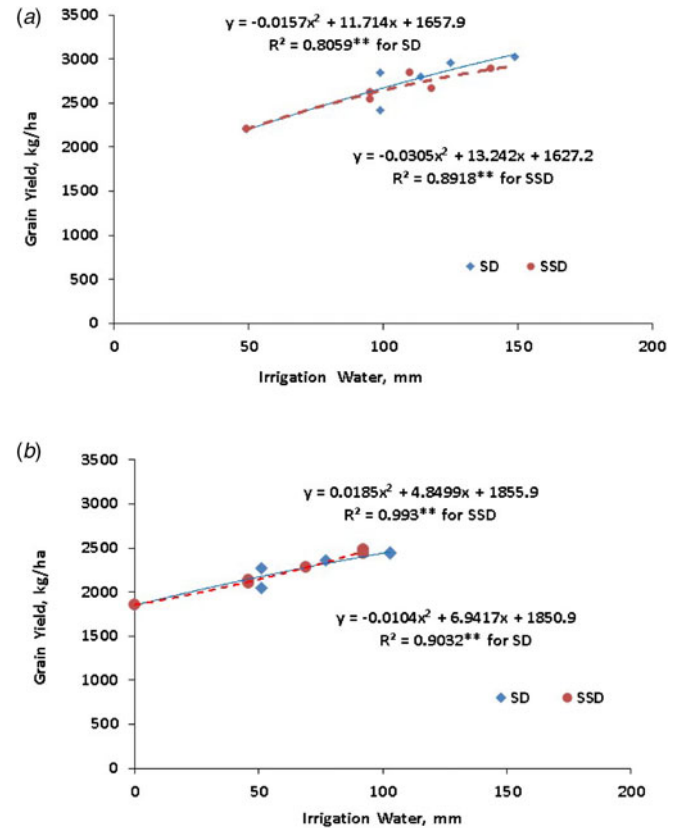 (a)
y = -0.0157x² + 11.714x + 1657.9
R² = 0.8059** for SD
3500
3000
2500
2000
1500
1000
500
0
Grain Yield, kg/ha
y = -0.0305x² + 13.242x + 1627.2
R² = 0.8918** for SSD
SD SSD
0 50 100 150 200
Irrigation Water, mm
(b)
3500
3000
2500
2000
1500
1000
500
0
Grain Yield, kg/ha
y = 0.0185x² + 4.8499x + 1855.9
R² = 0.993** for SSD
y = -0.0104x² + 6.9417x + 1850.9
R² = 0.9032** for SD
SD SSD
0 50 100 150 200
Irrigation Water, mm